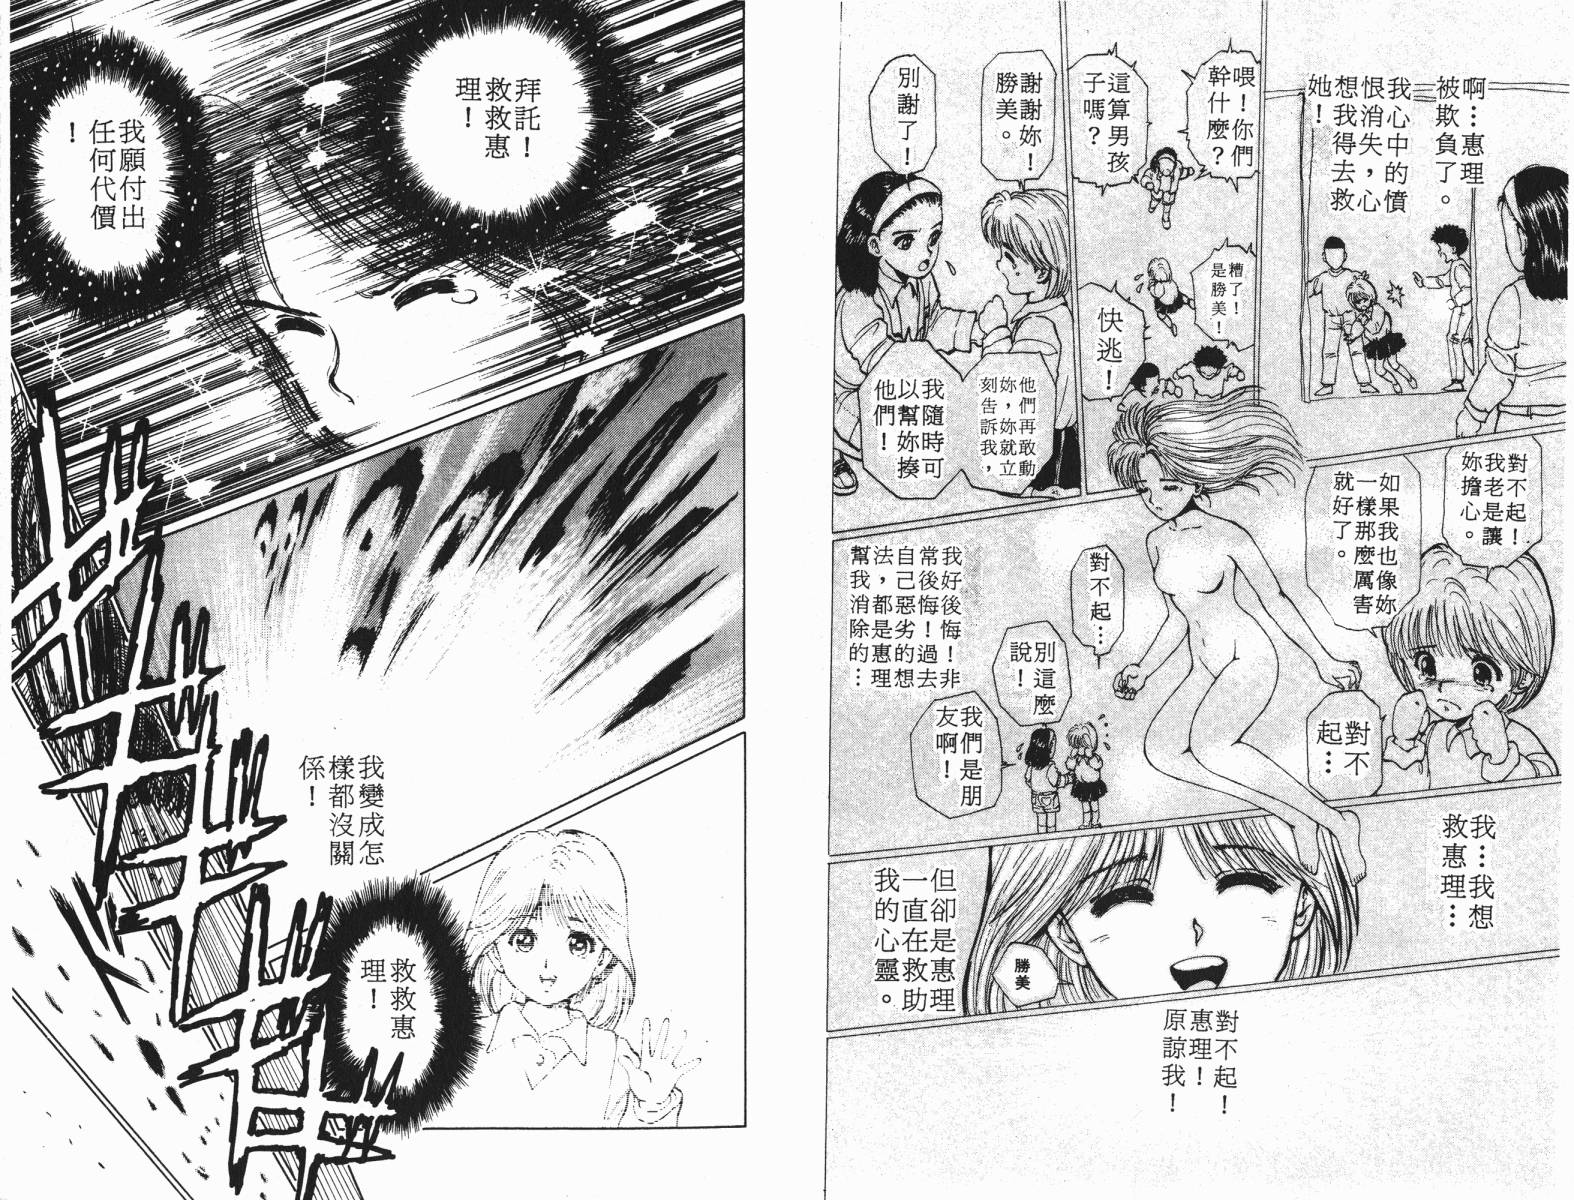 啊…惠理
被欺負了。
我心中的憤
恨消失，心
想我得去救
她！
喂！你們
幹什麼？
這算男孩
子嗎？
糟了！
是勝美！
快逃！
謝謝妳！
勝美。
別謝了！
他們再敢動
妳，妳就立
刻告訴我，
我隨時可
以幫妳揍
他們！
對不起！
我老是讓
妳擔心。
如果我也像妳
一樣那麼厲害
就好了。
對不
起…
對不起…
別這麼
說！
我們是朋
友啊！
我好後悔！非
常後悔！過去
自己惡劣的想
法，都是惠理
幫我消除的…
我…我想
救惠理…
勝美
但卻是惠理
一直在救助
我的心靈。
對不起！
惠理！
原諒我！
拜託！
救救惠
理！
我願付出
任何代價
！
我變成怎
樣都沒關
係！
救救惠
理！